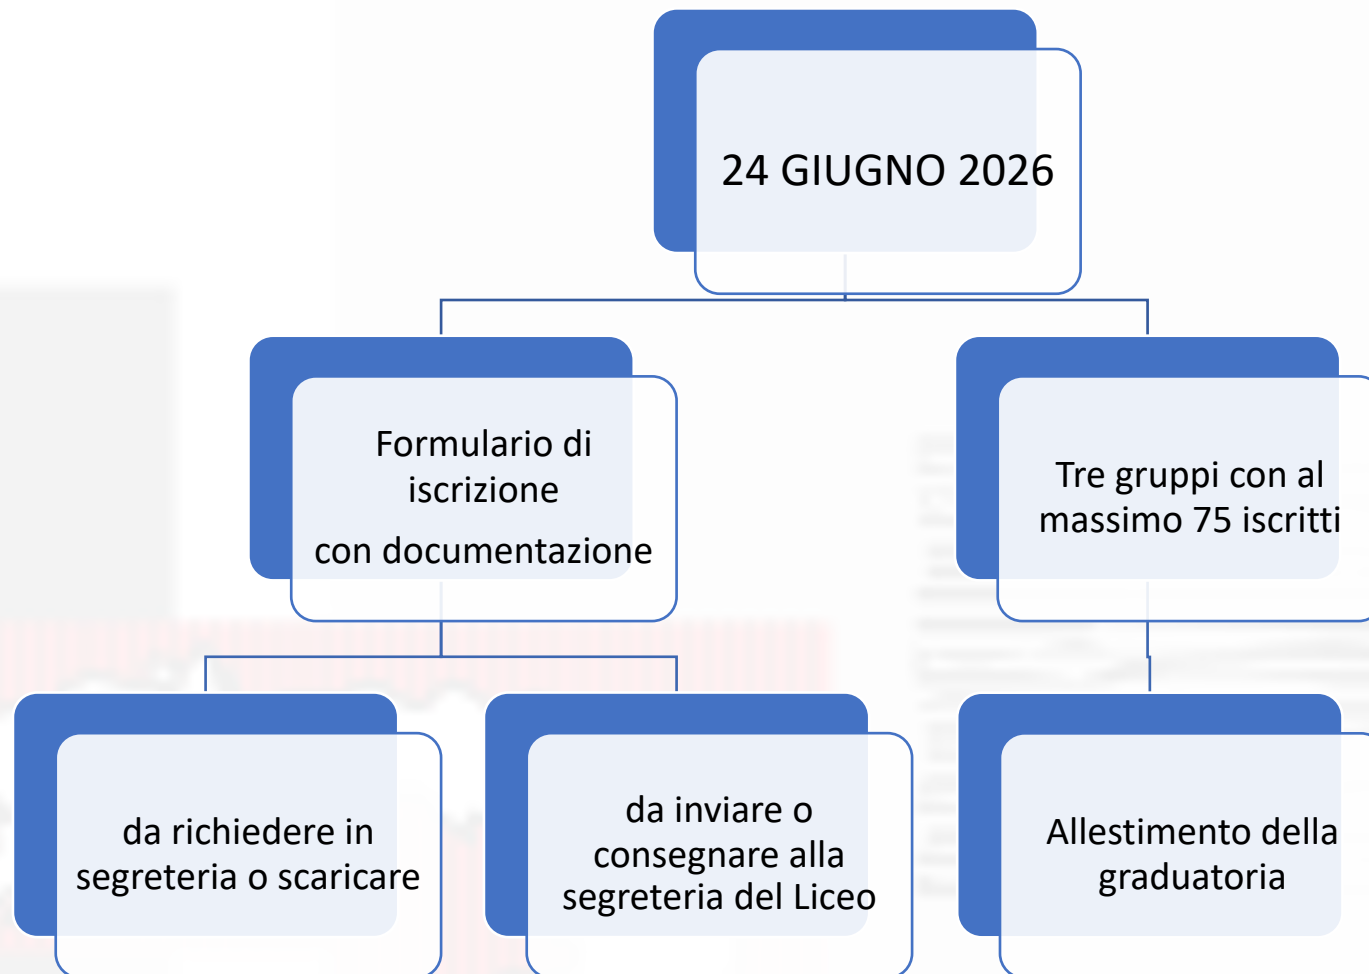 24 GIUGNO 2026
Formulario di
iscrizione
con documentazione
Tre gruppi con al
massimo 75 iscritti
da richiedere in
segreteria o scaricare
da inviare o
consegnare alla
segreteria del Liceo
Allestimento della
graduatoria